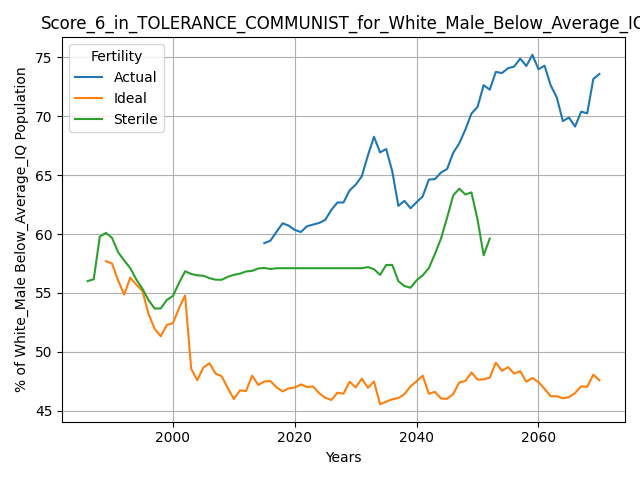 Score_6_in_TOLERANCE_COMMUNIST_for_White_Male_Below_Average_IQ
Fertility
Actual
Ideal
Sterile
% of White_Male Below_Average_IQ Population
75
70
65
60
55
50
45
2000
2020
2040
2060
Years